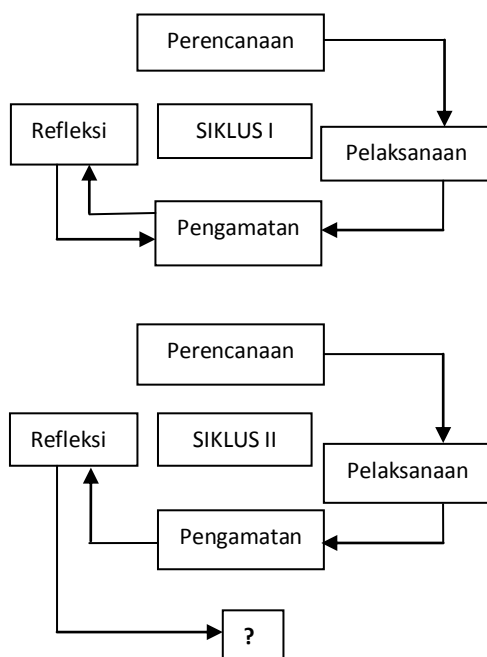 Perencanaan
Refleksi
SIKLUS I
Pelaksanaan
Pengamatan
Perencanaan
Refleksi
SIKLUS II
Pelaksanaan
Pengamatan
?